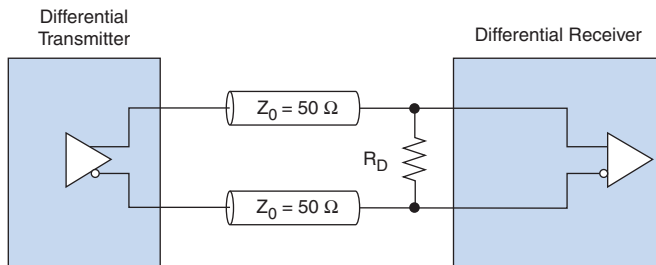 Differential
Transmitter
Differential Receiver
Z0 = 50 Ω
RD
Z0 = 50 Ω